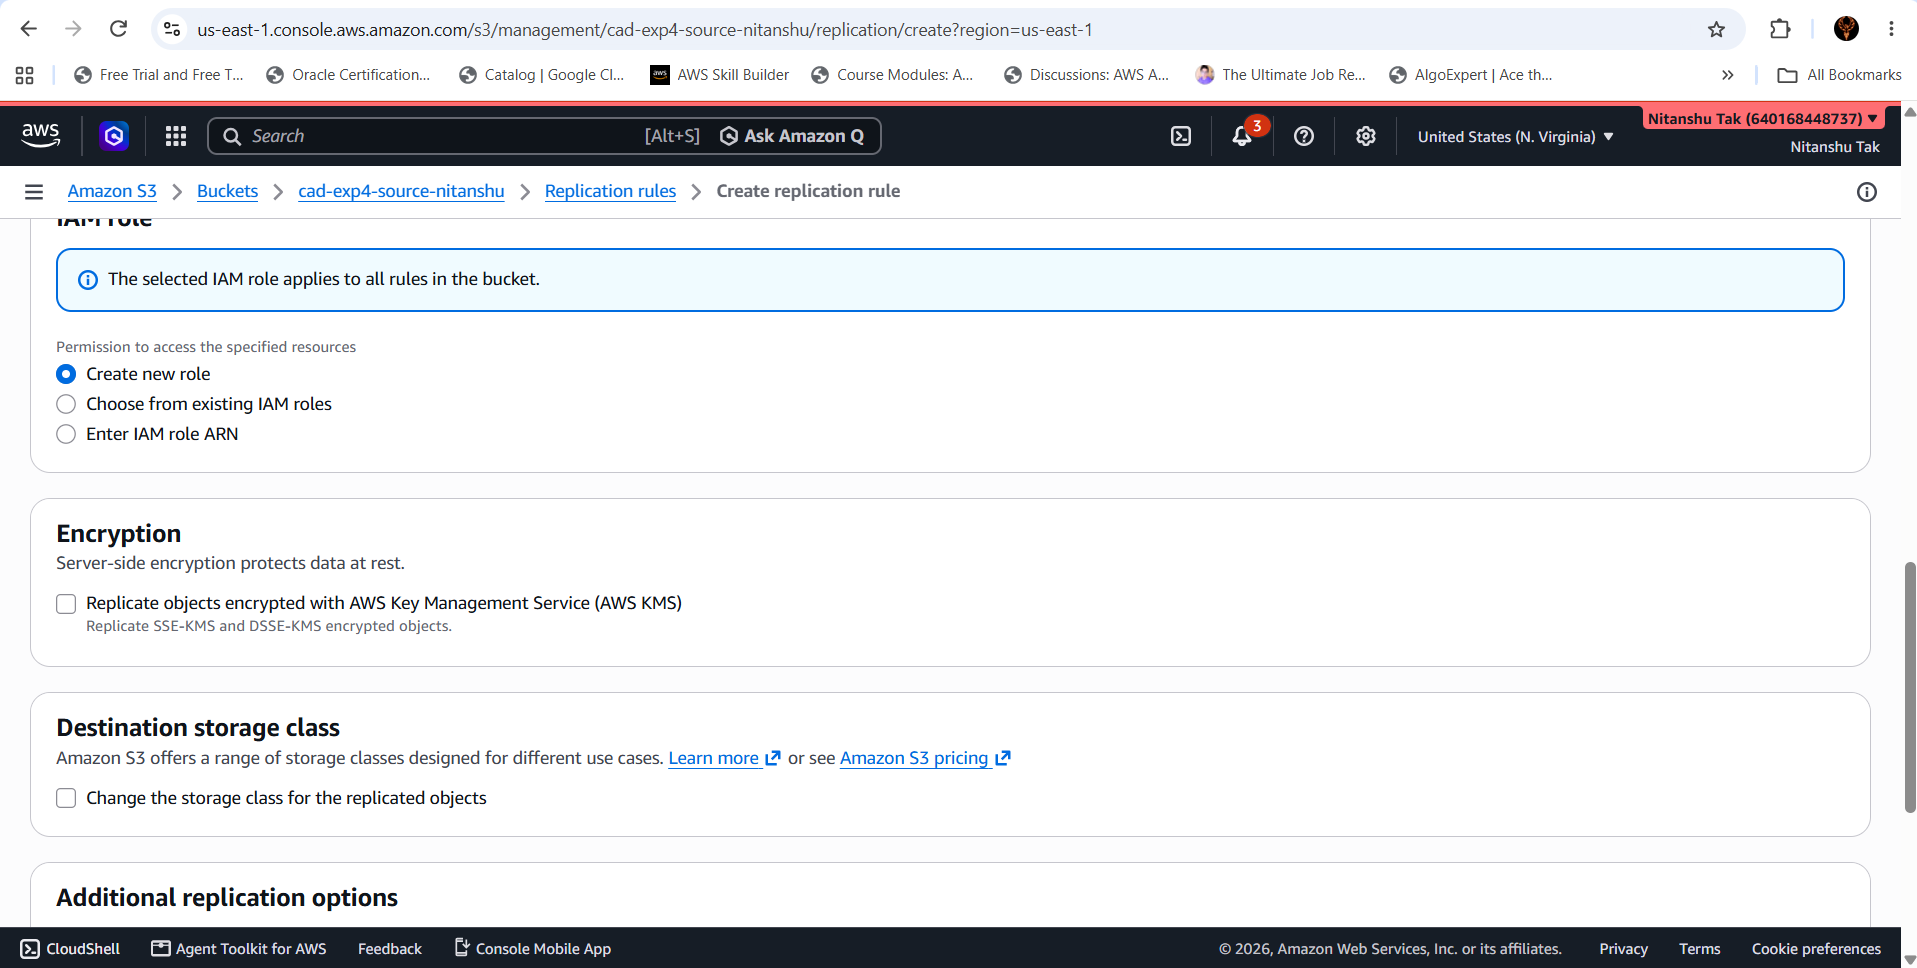 us-east-1.console.aws.amazon.com/s3/management/cad-exp4-source-nitanshu/replication/create?region=us-east-1
Free Trial and Free T... Oracle Certification... Catalog | Google Cl... aws AWS Skill Builder Course Modules: A... Discussions: AWS A... The Ultimate Job Re... AlgoExpert | Ace th... » All Bookmarks
aws Search [Alt+S] Ask Amazon Q 3 United States (N. Virginia) ▼ Nitanshu Tak (640168448737) ▼
Nitanshu Tak
Amazon S3 > Buckets > cad-exp4-source-nitanshu > Replication rules > Create replication rule
IAM role
The selected IAM role applies to all rules in the bucket.
Permission to access the specified resources
Create new role
Choose from existing IAM roles
Enter IAM role ARN
Encryption
Server-side encryption protects data at rest.
Replicate objects encrypted with AWS Key Management Service (AWS KMS)
Replicate SSE-KMS and DSSE-KMS encrypted objects.
Destination storage class
Amazon S3 offers a range of storage classes designed for different use cases. Learn more or see Amazon S3 pricing
Change the storage class for the replicated objects
Additional replication options
CloudShell Agent Toolkit for AWS Feedback Console Mobile App © 2026, Amazon Web Services, Inc. or its affiliates. Privacy Terms Cookie preferences